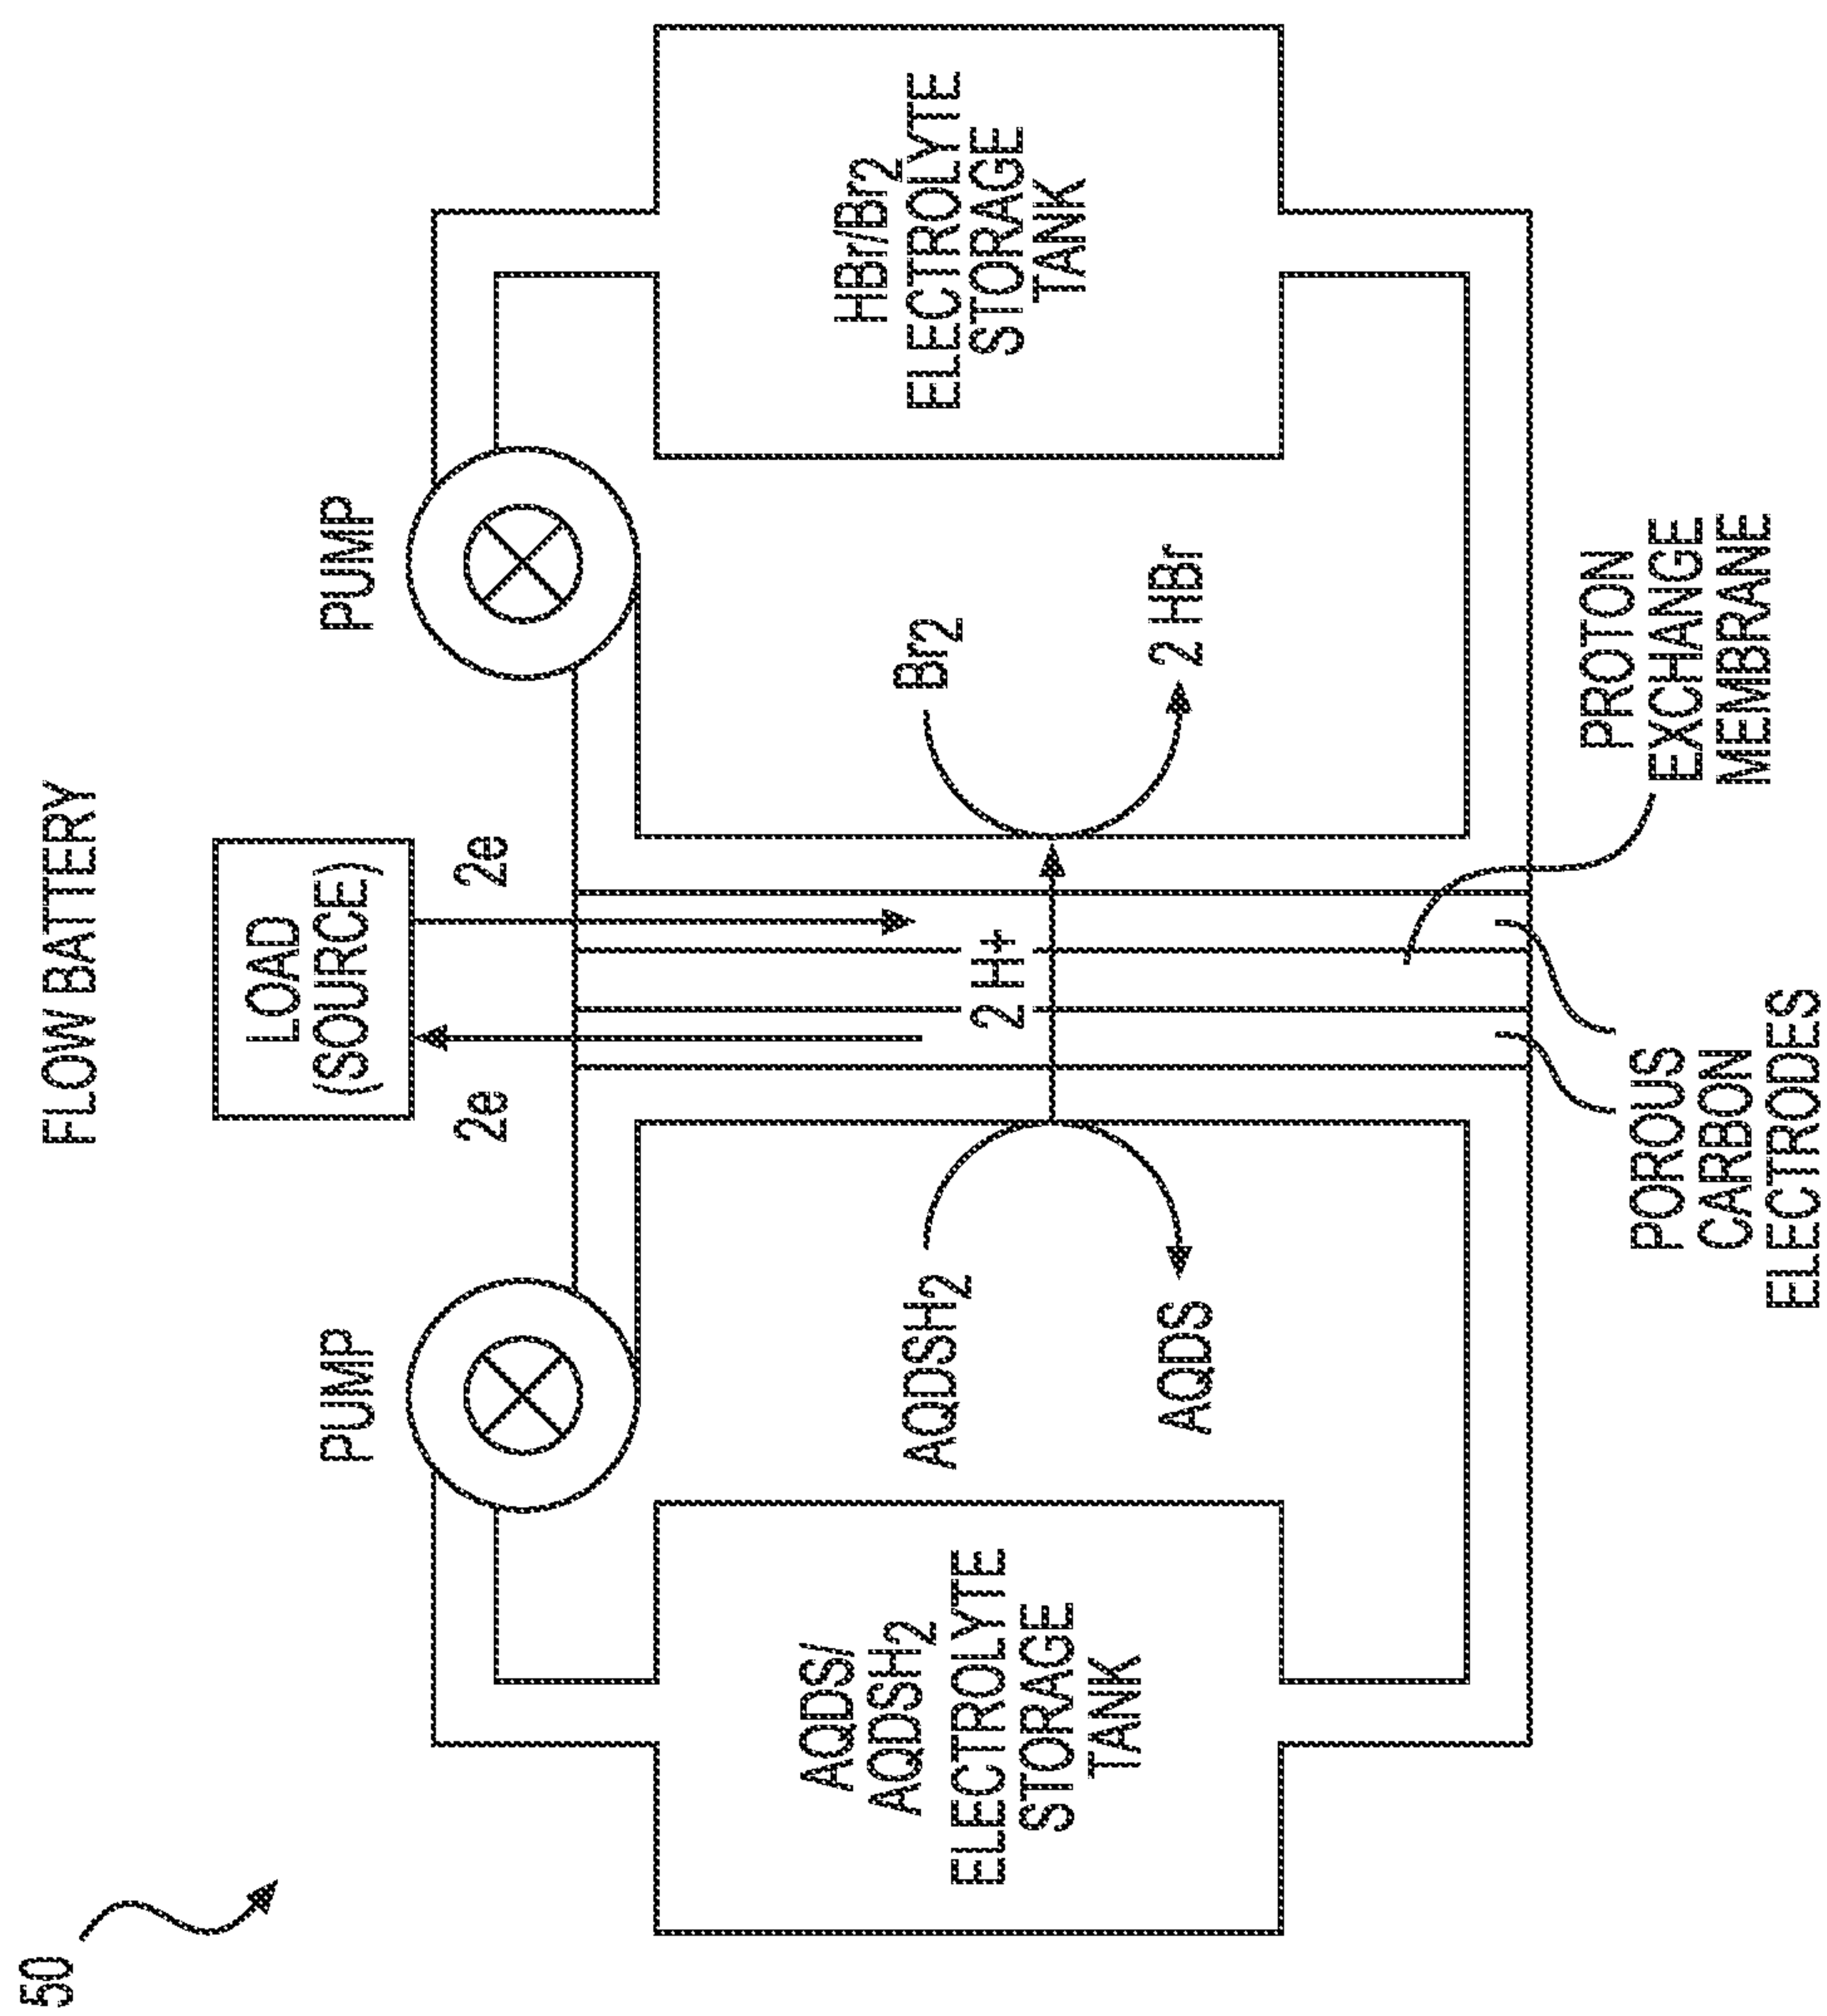 50
FLOW BATTERY
LOAD
(SOURCE)
PUMP
PUMP
2e
2e
AQDS/
AQDSH2
ELECTROLYTE
STORAGE
TANK
AQDSH2
AQDS
2 H+
Br2
2 HBr
HBr/Br2
ELECTROLYTE
STORAGE
TANK
POROUS
CARBON
ELECTRODES
PROTON
EXCHANGE
MEMBRANE